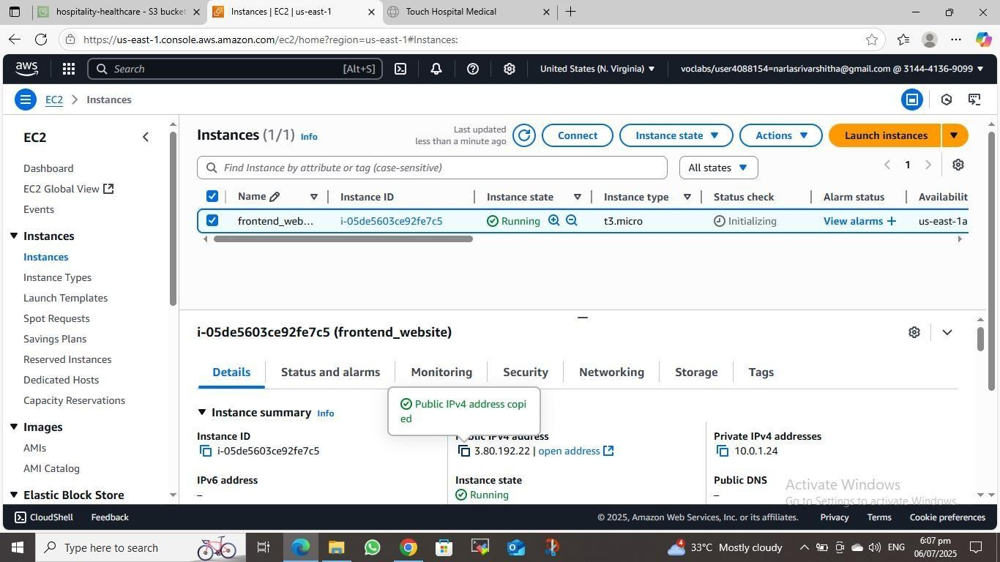 hospitality-healthcare - S3 bucket
Instances | EC2 | us-east-1
Touch Hospital Medical
https://us-east-1.console.aws.amazon.com/ec2/home?region=us-east-1#Instances:
aws
Search
[Alt+S]
United States (N. Virginia)
voclabs/user4088154=narlasrivarshitha@gmail.com @ 3144-4136-9099
EC2
Instances
EC2
Dashboard
EC2 Global View
Events
Instances
Instances
Instance Types
Launch Templates
Spot Requests
Savings Plans
Reserved Instances
Dedicated Hosts
Capacity Reservations
Images
AMIs
AMI Catalog
Elastic Block Store
Instances (1/1) Info
Last updated
less than a minute ago
Connect
Instance state
Actions
Launch instances
Find Instance by attribute or tag (case-sensitive)
All states
1
Name
Instance ID
Instance state
Instance type
Status check
Alarm status
Availabilit
frontend_web...
i-05de5603ce92fe7c5
Running
t3.micro
Initializing
View alarms +
us-east-1a
i-05de5603ce92fe7c5 (frontend_website)
Details
Status and alarms
Monitoring
Security
Networking
Storage
Tags
Public IPv4 address copi
ed
Instance summary Info
Instance ID
i-05de5603ce92fe7c5
Public IPv4 address
3.80.192.22 | open address
Private IPv4 addresses
10.0.1.24
IPv6 address
–
Instance state
Running
Public DNS
–
Activate Windows
Go to Settings to activate Windows.
CloudShell
Feedback
© 2025, Amazon Web Services, Inc. or its affiliates.
Privacy
Terms
Cookie preferences
Type here to search
33°C Mostly cloudy
ENG
6:07 pm
06/07/2025